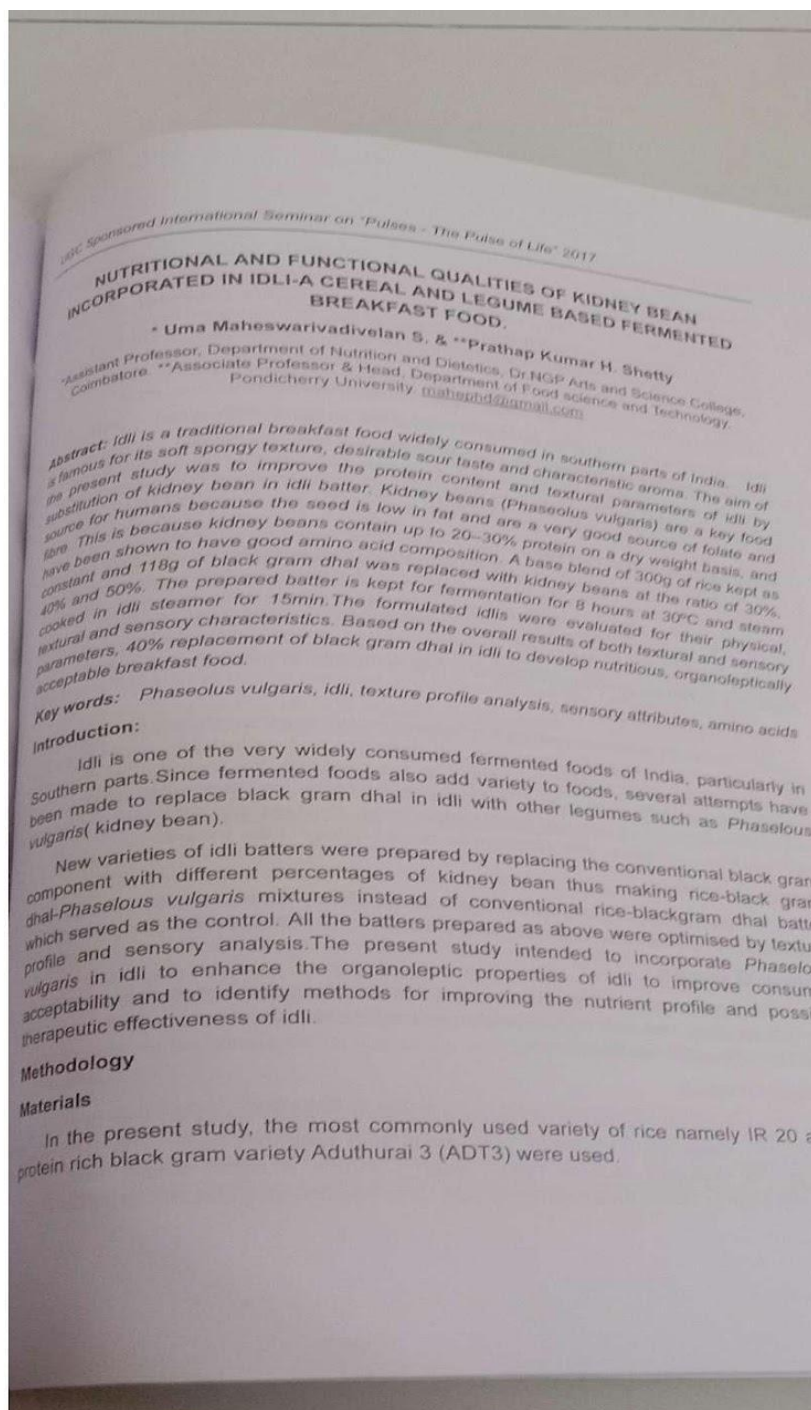 UGC Sponsored International Seminar on "Pulses - The Pulse of Life" 2017
NUTRITIONAL AND FUNCTIONAL QUALITIES OF KIDNEY BEAN
INCORPORATED IN IDLI-A CEREAL AND LEGUME BASED FERMENTED
BREAKFAST FOOD.
* Uma Maheswarivadivelan S. & **Prathap Kumar H. Shetty
*Assistant Professor, Department of Nutrition and Dietetics, Dr.NGP Arts and Science College,
Coimbatore. **Associate Professor & Head, Department of Food science and Technology,
Pondicherry University. mahephd@gmail.com
Abstract: Idli is a traditional breakfast food widely consumed in southern parts of India. Idli
is famous for its soft spongy texture, desirable sour taste and characteristic aroma. The aim of
the present study was to improve the protein content and textural parameters of idli by
substitution of kidney bean in idli batter. Kidney beans (Phaseolus vulgaris) are a key food
source for humans because the seed is low in fat and are a very good source of folate and
fibre. This is because kidney beans contain up to 20–30% protein on a dry weight basis, and
have been shown to have good amino acid composition. A base blend of 300g of rice kept as
constant and 118g of black gram dhal was replaced with kidney beans at the ratio of 30%,
40% and 50%. The prepared batter is kept for fermentation for 8 hours at 30°C and steam
cooked in idli steamer for 15min.The formulated idlis were evaluated for their physical,
textural and sensory characteristics. Based on the overall results of both textural and sensory
parameters, 40% replacement of black gram dhal in idli to develop nutritious, organoleptically
acceptable breakfast food.
Key words: Phaseolus vulgaris, idli, texture profile analysis, sensory attributes, amino acids
Introduction:
Idli is one of the very widely consumed fermented foods of India, particularly in
Southern parts.Since fermented foods also add variety to foods, several attempts have
been made to replace black gram dhal in idli with other legumes such as Phaselous
vulgaris( kidney bean).
New varieties of idli batters were prepared by replacing the conventional black gram
component with different percentages of kidney bean thus making rice-black gram
dhal-Phaselous vulgaris mixtures instead of conventional rice-blackgram dhal batt
which served as the control. All the batters prepared as above were optimised by textu
profile and sensory analysis.The present study intended to incorporate Phaselo
vulgaris in idli to enhance the organoleptic properties of idli to improve consum
acceptability and to identify methods for improving the nutrient profile and poss
therapeutic effectiveness of idli.
Methodology
Materials
In the present study, the most commonly used variety of rice namely IR 20 a
protein rich black gram variety Aduthurai 3 (ADT3) were used.